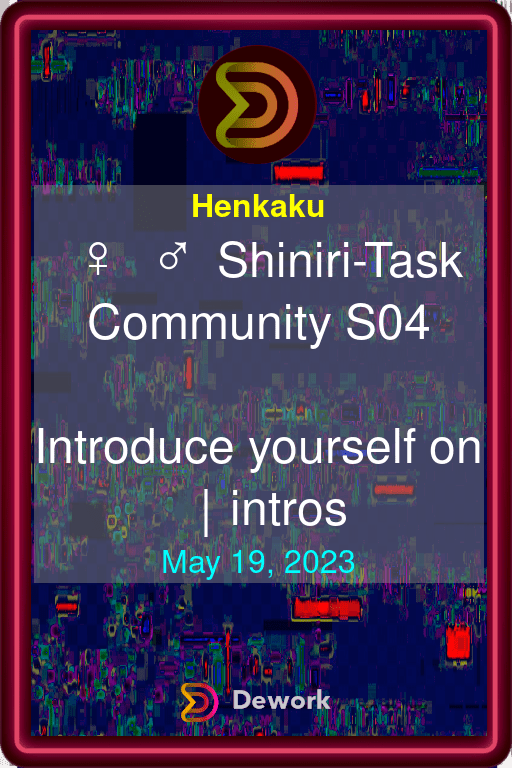 Henkaku
♀ ♂ Shiniri-Task
Community S04
Introduce yourself on
| intros
May 19, 2023
Dework